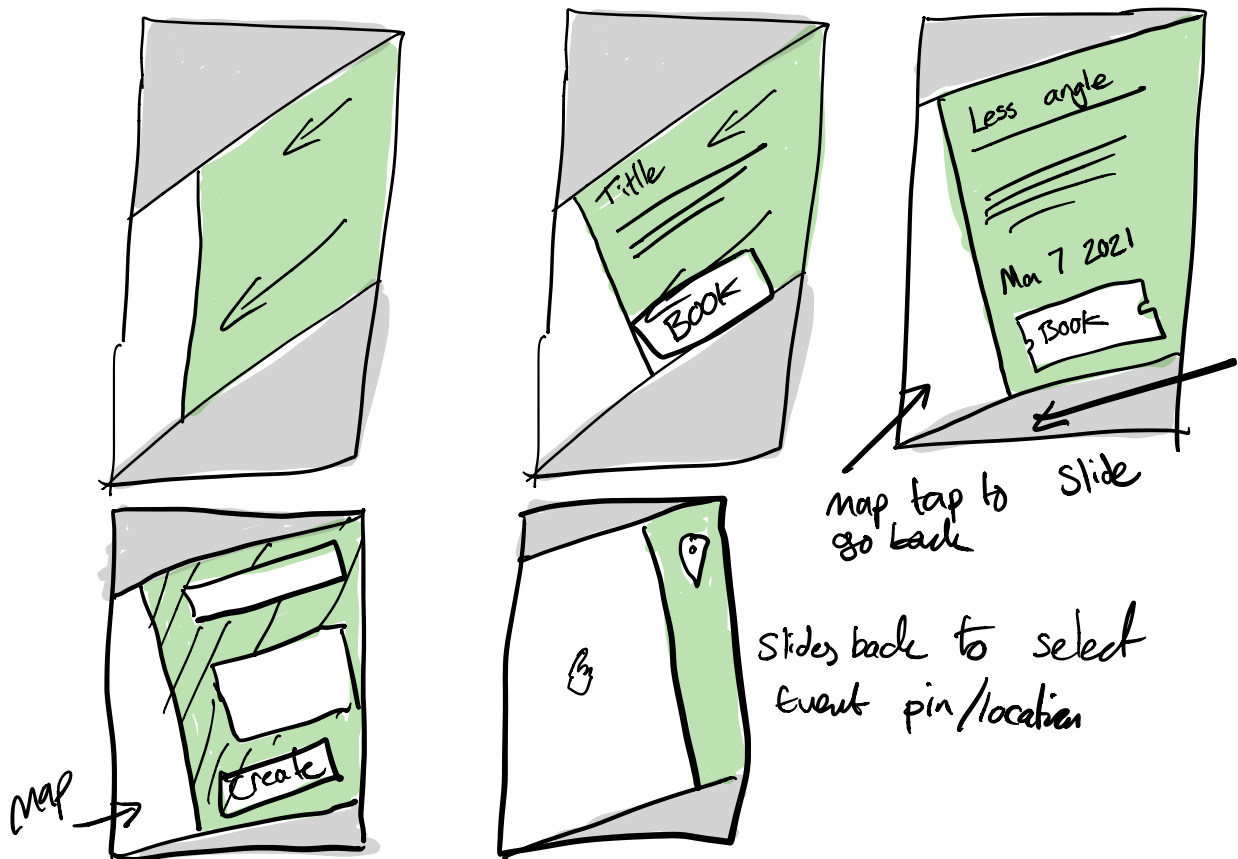 Titlle
BOOK
Less angle
Mar 7 2021
BOOK
map tap to
go back
slide
Create
Map
slides back to select
Event pin/location